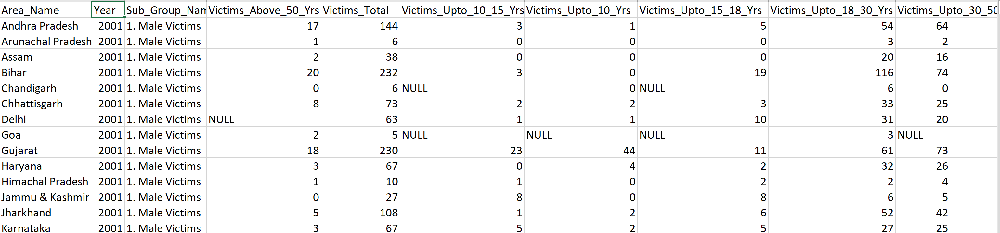 Area_Name Year Sub_Group_Nam Victims_Above_50_Yrs Victims_Total Victims_Upto_10_15_Yrs Victims_Upto_10_Yrs Victims_Upto_15_18_Yrs Victims_Upto_18_30_Yrs Victims_Upto_30_50
Andhra Pradesh 2001 1. Male Victims 17 144 3 1 5 54 64
Arunachal Pradesh 2001 1. Male Victims 1 6 0 0 0 3 2
Assam 2001 1. Male Victims 2 38 0 0 0 20 16
Bihar 2001 1. Male Victims 20 232 3 0 19 116 74
Chandigarh 2001 1. Male Victims 0 6 NULL 0 NULL 6 0
Chhattisgarh 2001 1. Male Victims 8 73 2 2 3 33 25
Delhi 2001 1. Male Victims NULL 63 1 1 10 31 20
Goa 2001 1. Male Victims 2 5 NULL NULL NULL 3 NULL
Gujarat 2001 1. Male Victims 18 230 23 44 11 61 73
Haryana 2001 1. Male Victims 3 67 0 4 2 32 26
Himachal Pradesh 2001 1. Male Victims 1 10 1 0 2 2 4
Jammu & Kashmir 2001 1. Male Victims 0 27 8 0 8 6 5
Jharkhand 2001 1. Male Victims 5 108 1 2 6 52 42
Karnataka 2001 1. Male Victims 3 67 5 2 5 27 25